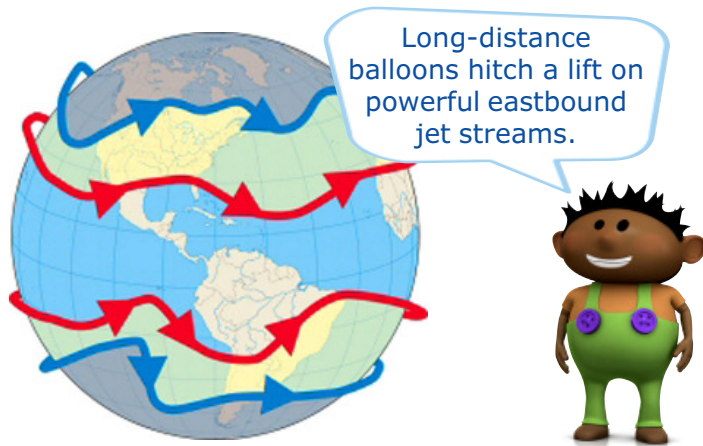 Long-distance
balloons hitch a lift on
powerful eastbound
jet streams.